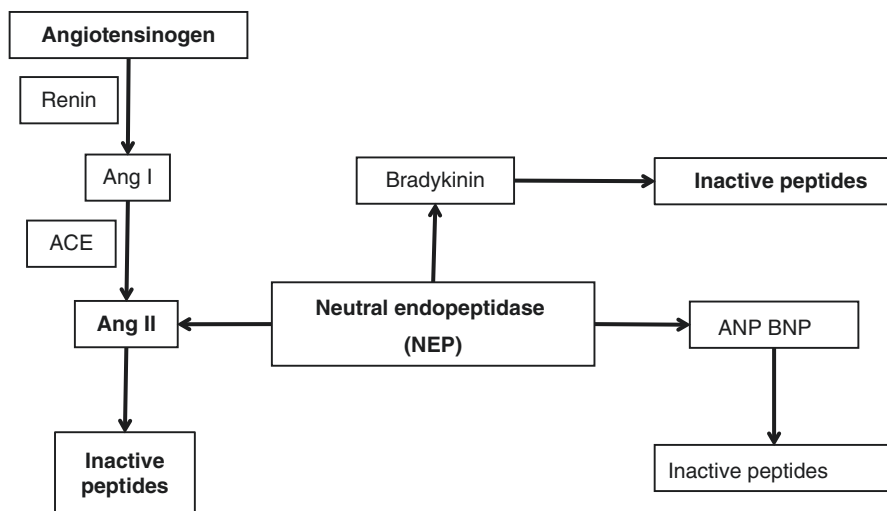 Angiotensinogen
Renin
Ang I
ACE
Ang II
Inactive
peptides
Bradykinin
Inactive peptides
Neutral endopeptidase
(NEP)
ANP BNP
Inactive peptides